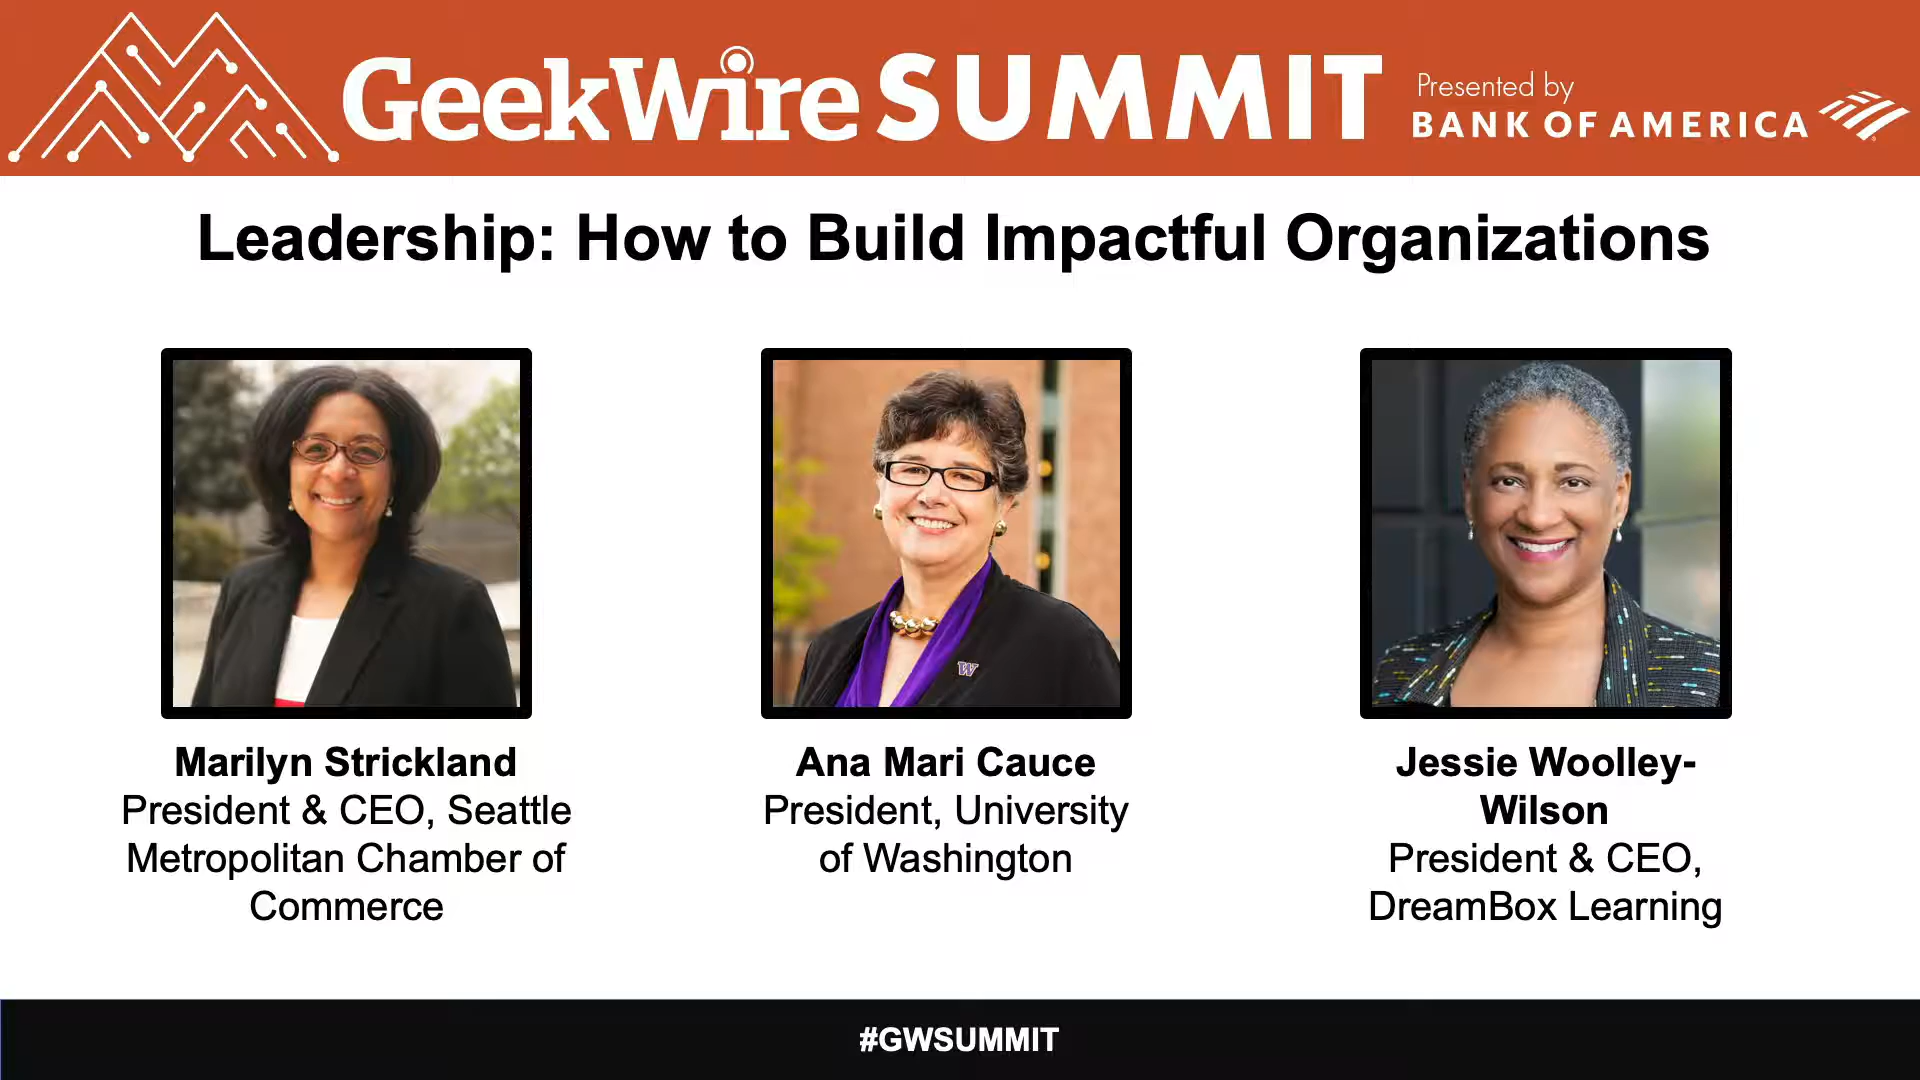 GeekWire SUMMIT
Presented by
BANK OF AMERICA
Leadership: How to Build Impactful Organizations
W
Marilyn Strickland
President & CEO, Seattle
Metropolitan Chamber of
Commerce
Ana Mari Cauce
President, University
of Washington
Jessie Woolley-
Wilson
President & CEO,
DreamBox Learning
#GWSUMMIT